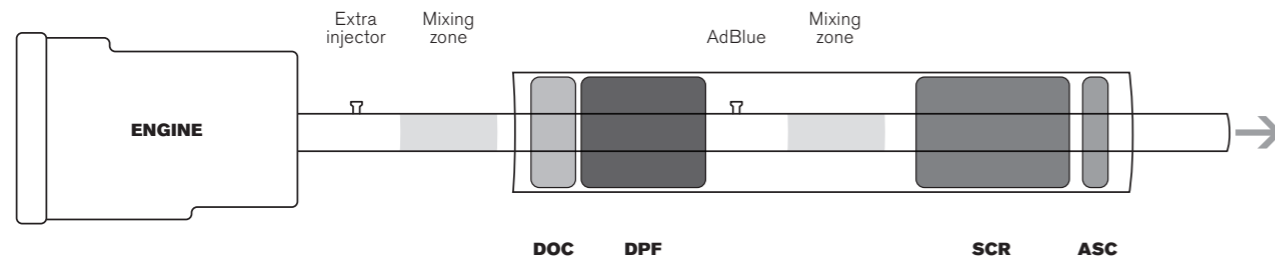 Extra
injector
Mixing
zone
AdBlue
Mixing
zone
ENGINE
DOC
DPF
SCR
ASC